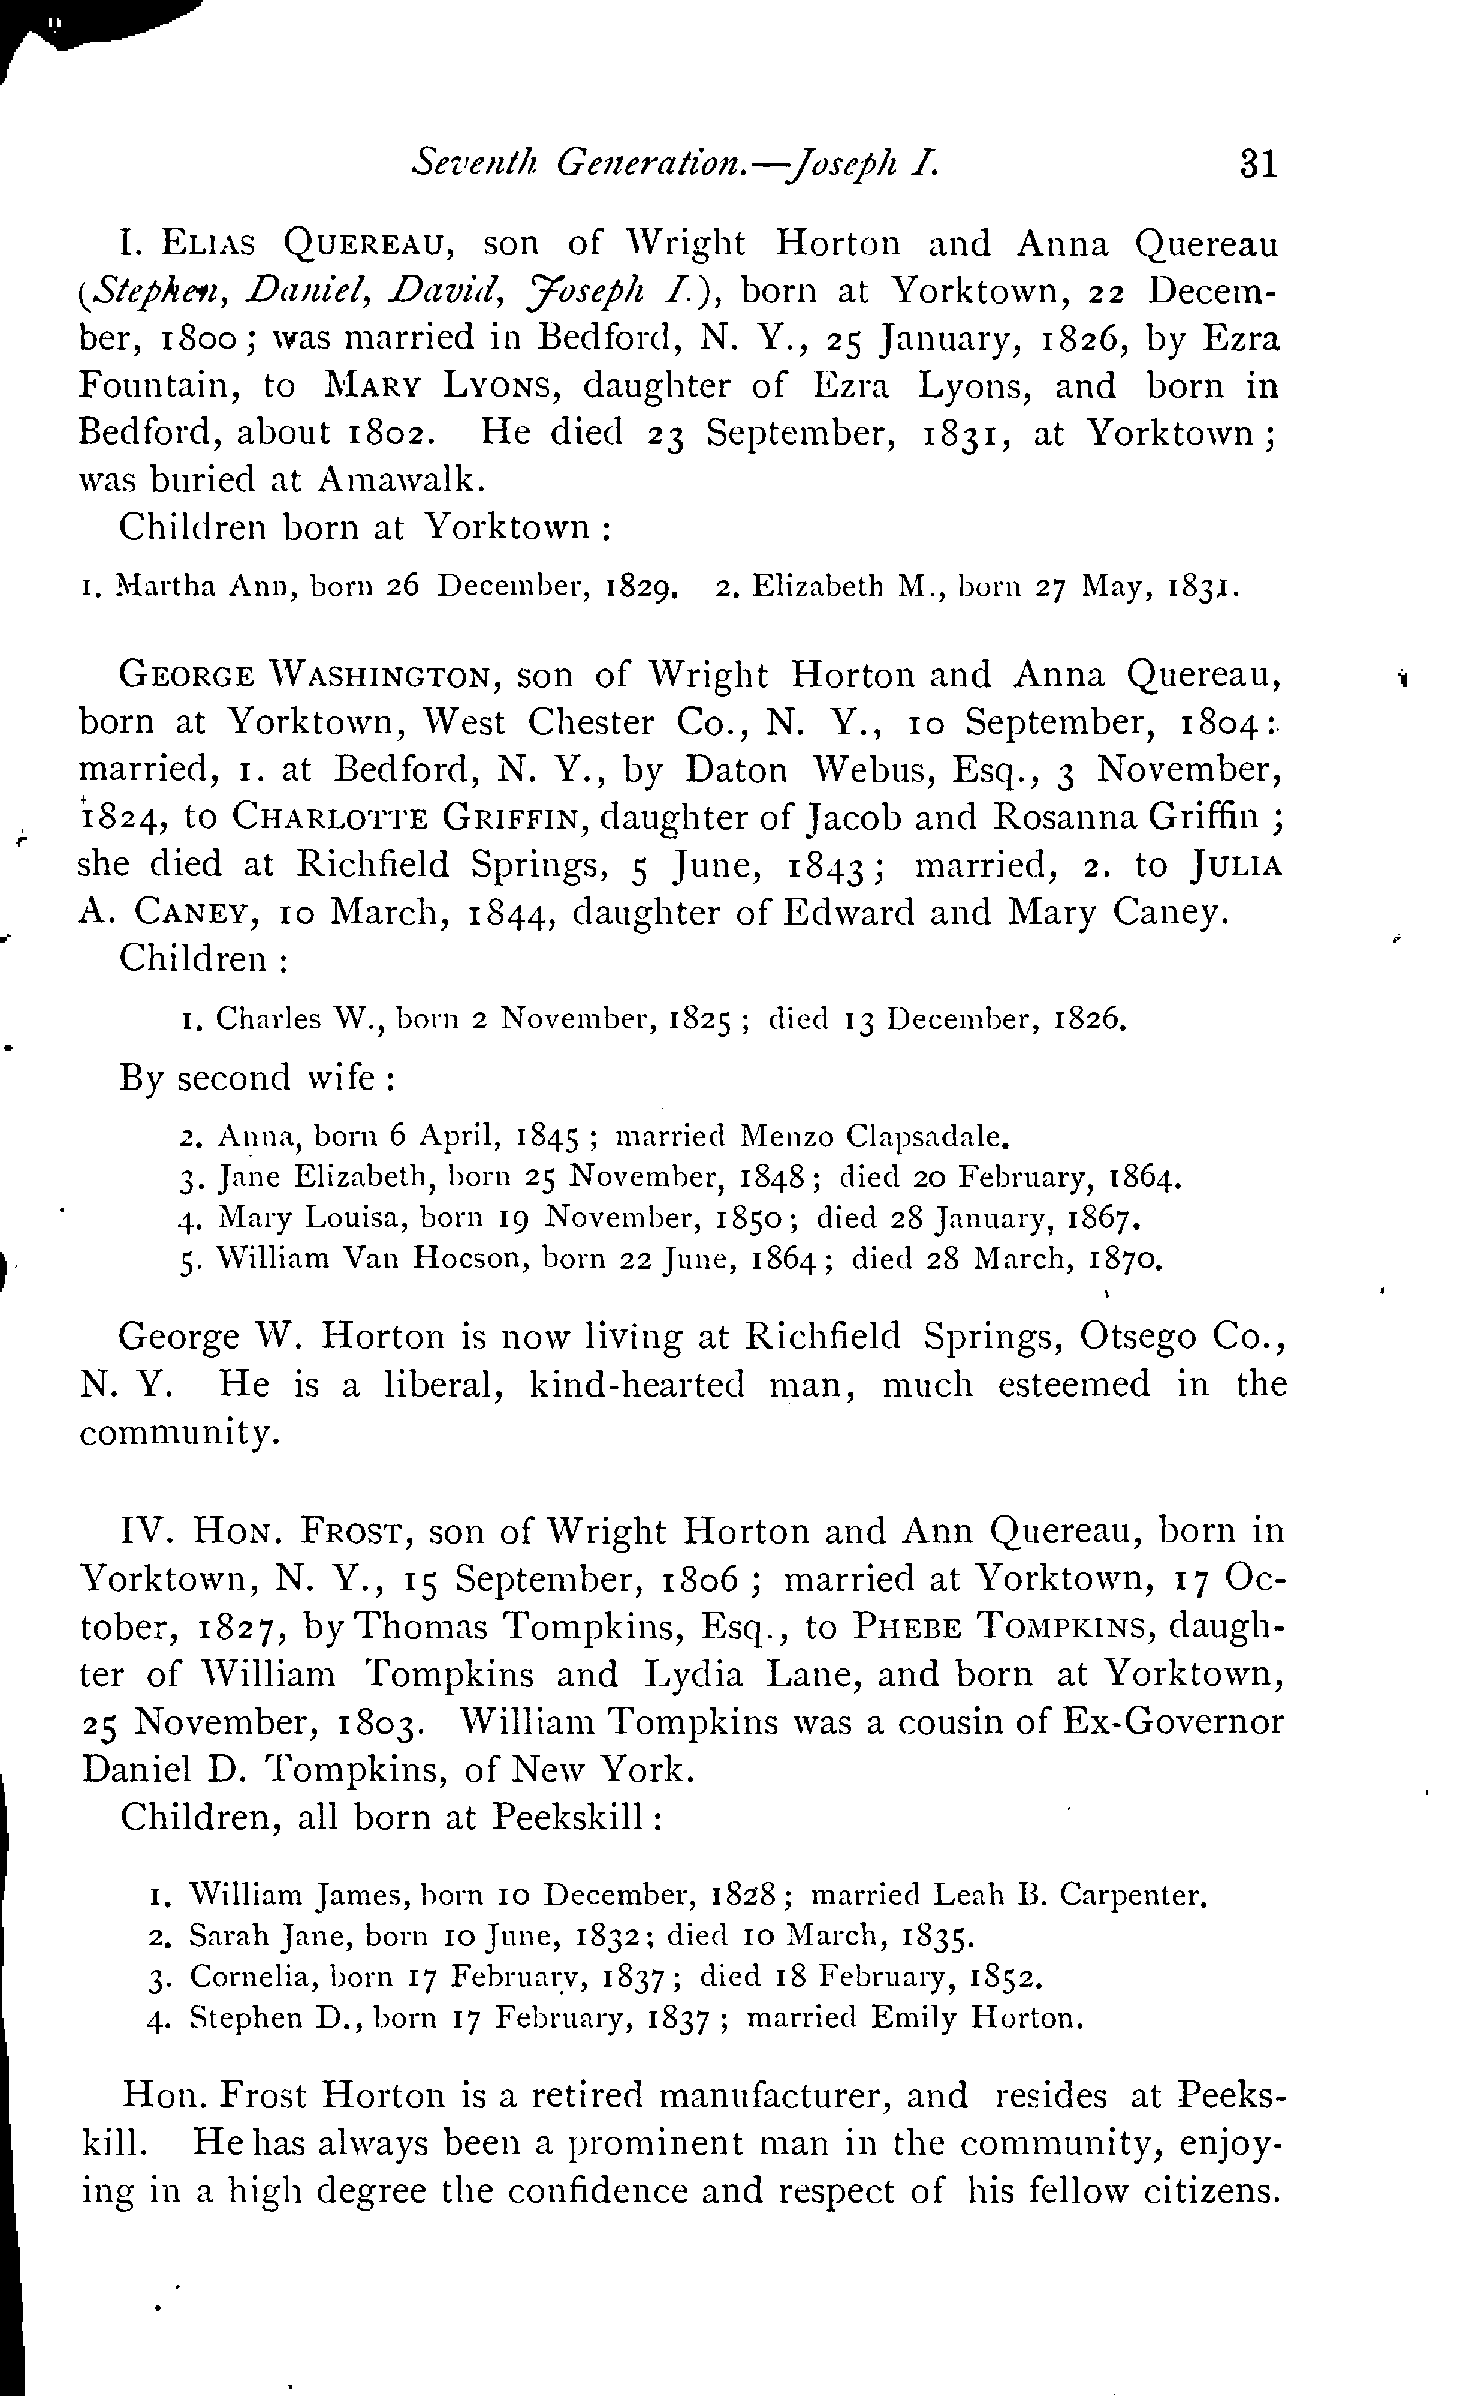 Seventh Generation.—Joseph I. 31
I. ELIAS QUEREAU, son of Wright Horton and Anna Quereau
(Stephen, Daniel, David, Joseph I.), born at Yorktown, 22 Decem-
ber, 1800; was married in Bedford, N. Y., 25 January, 1826, by Ezra
Fountain, to MARY LYONS, daughter of Ezra Lyons, and born in
Bedford, about 1802. He died 23 September, 1831, at Yorktown;
was buried at Amawalk.
Children born at Yorktown:
1. Martha Ann, born 26 December, 1829. 2. Elizabeth M., born 27 May, 1831.
GEORGE WASHINGTON, son of Wright Horton and Anna Quereau,
born at Yorktown, West Chester Co., N. Y., 10 September, 1804:
married, 1. at Bedford, N. Y., by Daton Webus, Esq., 3 November,
1824, to CHARLOTTE GRIFFIN, daughter of Jacob and Rosanna Griffin;
she died at Richfield Springs, 5 June, 1843; married, 2. to JULIA
A. CANEY, 10 March, 1844, daughter of Edward and Mary Caney.
Children:
1. Charles W., born 2 November, 1825; died 13 December, 1826.
By second wife:
2. Anna, born 6 April, 1845; married Menzo Clapsadale.
3. Jane Elizabeth, born 25 November, 1848; died 20 February, 1864.
4. Mary Louisa, born 19 November, 1850; died 28 January, 1867.
5. William Van Hocson, born 22 June, 1864; died 28 March, 1870.
George W. Horton is now living at Richfield Springs, Otsego Co.,
N. Y. He is a liberal, kind-hearted man, much esteemed in the
community.
IV. HON. FROST, son of Wright Horton and Ann Quereau, born in
Yorktown, N. Y., 15 September, 1806; married at Yorktown, 17 Oc-
tober, 1827, by Thomas Tompkins, Esq., to PHEBE TOMPKINS, daugh-
ter of William Tompkins and Lydia Lane, and born at Yorktown,
25 November, 1803. William Tompkins was a cousin of Ex-Governor
Daniel D. Tompkins, of New York.
Children, all born at Peekskill:
1. William James, born 10 December, 1828; married Leah B. Carpenter.
2. Sarah Jane, born 10 June, 1832; died 10 March, 1835.
3. Cornelia, born 17 February, 1837; died 18 February, 1852.
4. Stephen D., born 17 February, 1837; married Emily Horton.
Hon. Frost Horton is a retired manufacturer, and resides at Peeks-
kill. He has always been a prominent man in the community, enjoy-
ing in a high degree the confidence and respect of his fellow citizens.